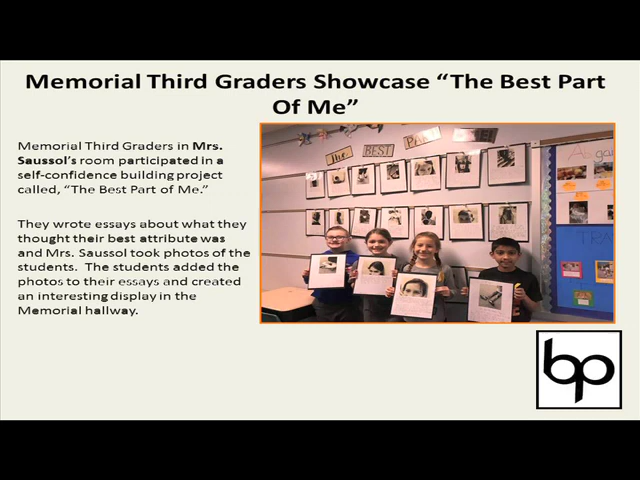 Memorial Third Graders Showcase “The Best Part
Of Me”
Memorial Third Graders in Mrs.
Saussol’s room participated in a
self-confidence building project
called, “The Best Part of Me.”
They wrote essays about what they
thought their best attribute was
and Mrs. Saussol took photos of the
students.  The students added the
photos to their essays and created
an interesting display in the
Memorial hallway.
The BEST PART OF ME!
bp